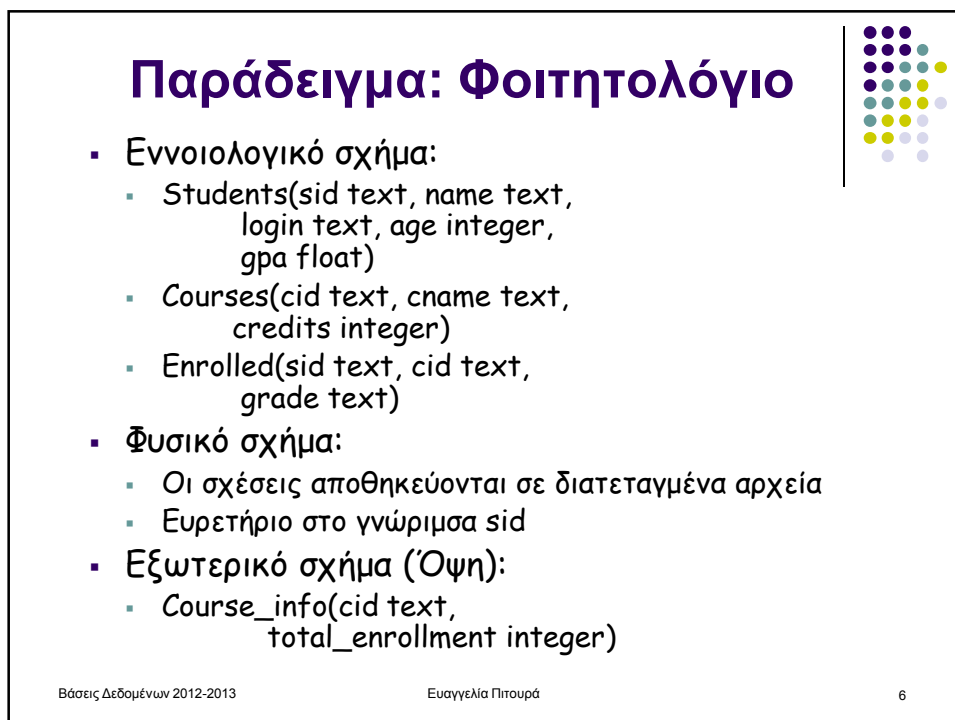 Παράδειγμα: Φοιτητολόγιο
▪ Εννοιολογικό σχήμα:
▪ Students(sid text, name text,
login text, age integer,
gpa float)
▪ Courses(cid text, cname text,
credits integer)
▪ Enrolled(sid text, cid text,
grade text)
▪ Φυσικό σχήμα:
▪ Οι σχέσεις αποθηκεύονται σε διατεταγμένα αρχεία
▪ Ευρετήριο στο γνώριμσα sid
▪ Εξωτερικό σχήμα (Όψη):
▪ Course_info(cid text,
total_enrollment integer)
Βάσεις Δεδομένων 2012-2013 Ευαγγελία Πιτουρά 6